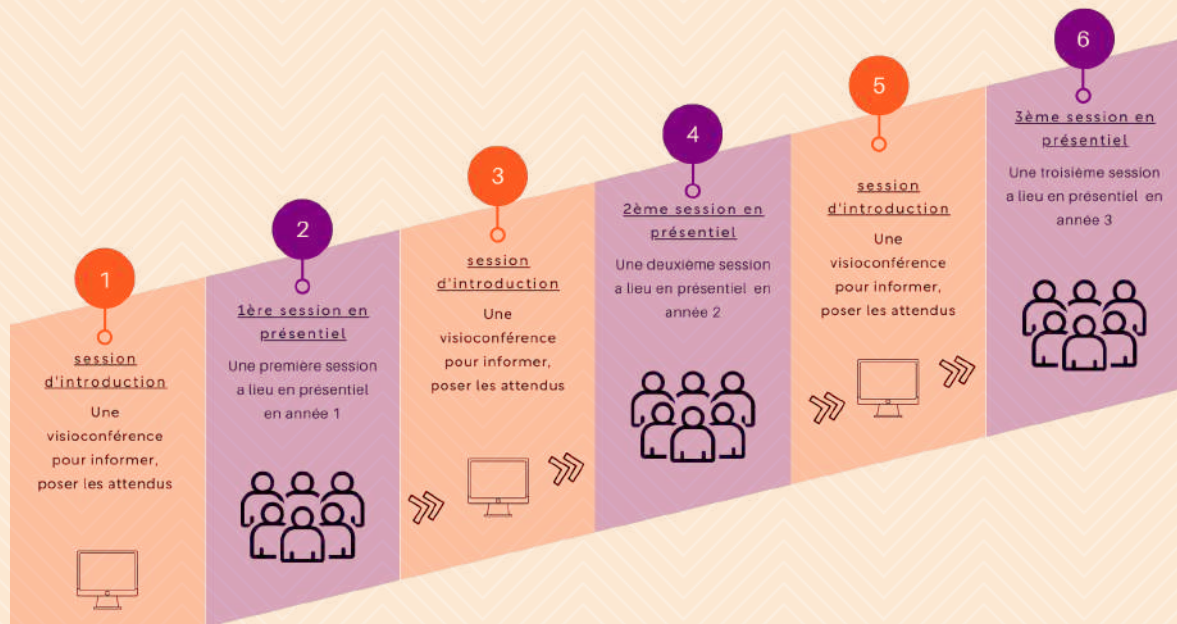 1
session
d'introduction
Une
visioconférence
pour informer,
poser les attendus
2
1ère session en
présentiel
Une première session
a lieu en présentiel
en année 1
3
session
d'introduction
Une
visioconférence
pour informer,
poser les attendus
4
2ème session en
présentiel
Une deuxième session
a lieu en présentiel en
année 2
5
session
d'introduction
Une
visioconférence
pour informer,
poser les attendus
6
3ème session en
présentiel
Une troisième session
a lieu en présentiel en
année 3